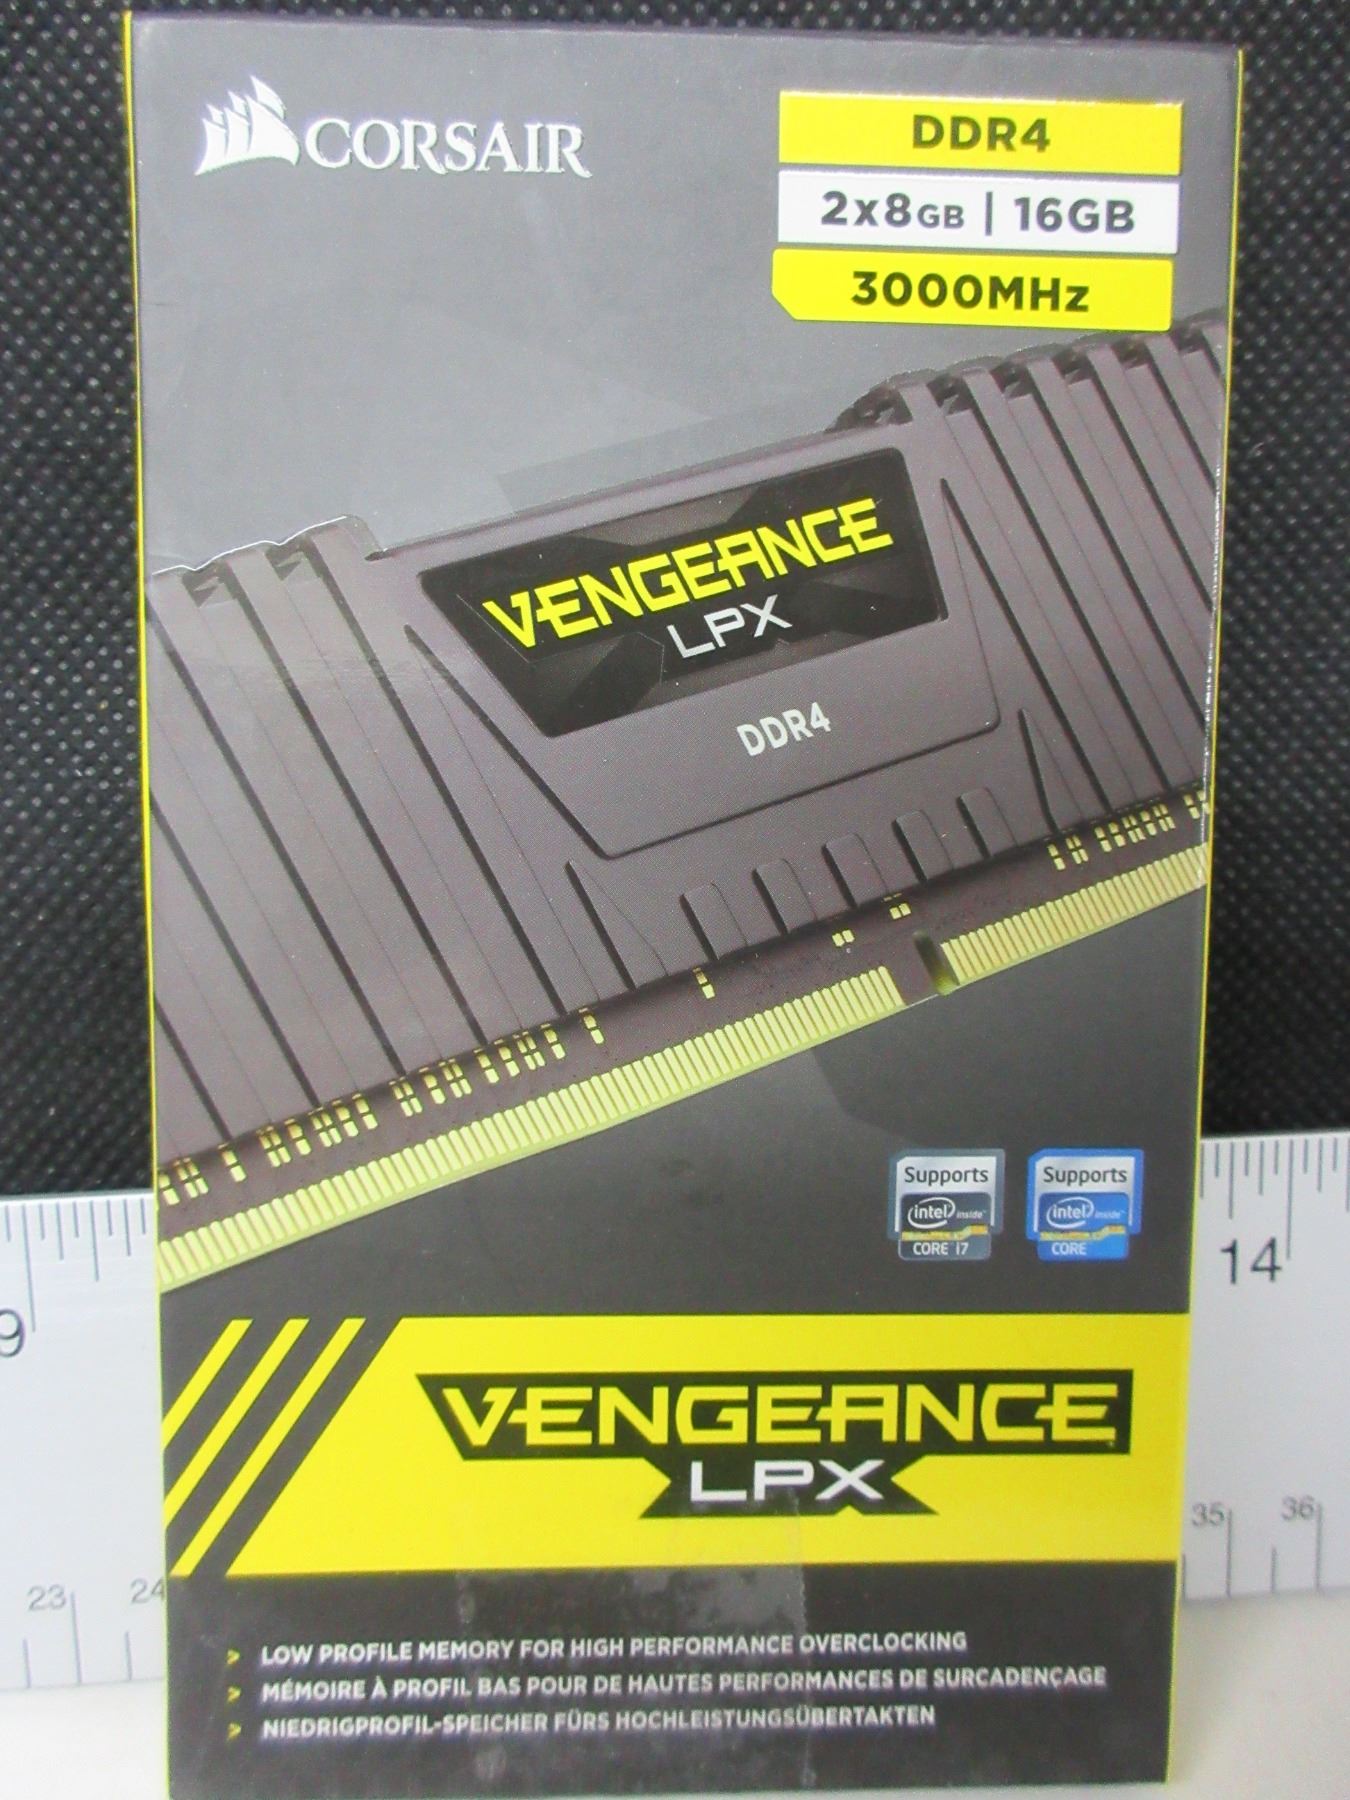 CORSAIR
DDR4
2x8GB | 16GB
3000MHz
VENGEANCE
LPX
DDR4
Supports
intel inside™
CORE i7
Supports
intel inside™
CORE
9
14
VENGEANCE
LPX
23
24
35
36
> LOW PROFILE MEMORY FOR HIGH PERFORMANCE OVERCLOCKING
> MÉMOIRE À PROFIL BAS POUR DE HAUTES PERFORMANCES DE SURCADENÇAGE
> NIEDRIGPROFIL-SPEICHER FÜRS HOCHLEISTUNGSÜBERTAKTEN